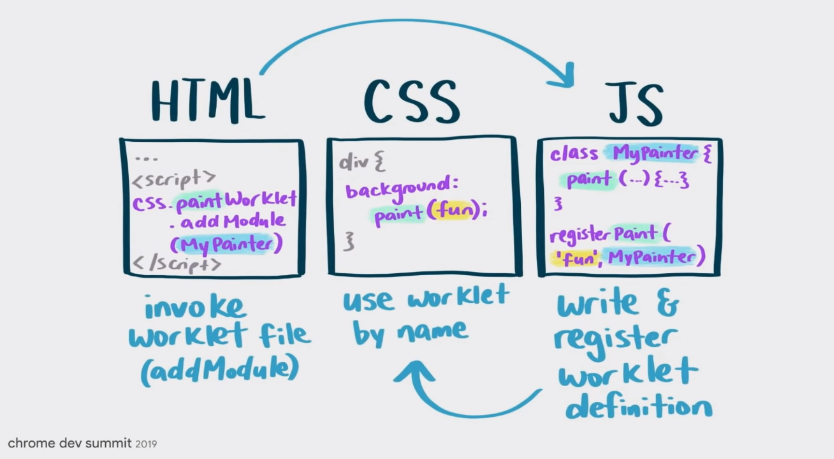 HTML
...
<script>
CSS.paintWorklet
.addModule
(MyPainter)
</script>
invoke
worklet file
(addModule)
CSS
div {
background:
paint(fun);
}
use worklet
by name
JS
class MyPainter {
paint (...) {...}
}
registerPaint (
'fun', MyPainter)
write &
register
worklet
definition
chrome dev summit 2019